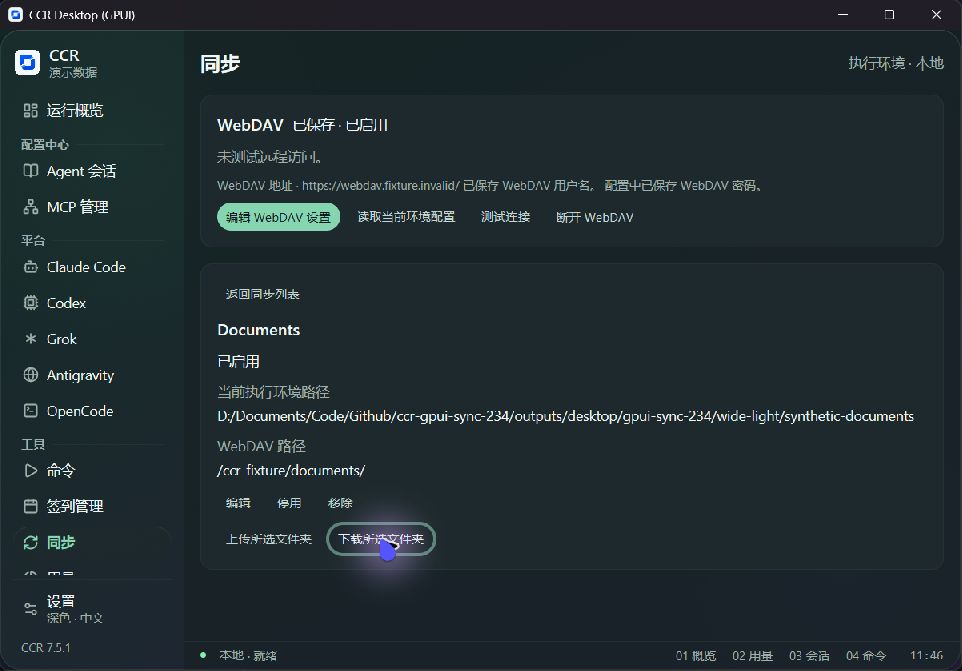 CCR Desktop (GPUI)
CCR
演示数据
运行概览
配置中心
Agent 会话
MCP 管理
平台
Claude Code
Codex
Grok
Antigravity
OpenCode
工具
命令
签到管理
同步
设置
深色 · 中文
CCR 7.5.1
同步
执行环境 · 本地
WebDAV 已保存 · 已启用
未测试远程访问。
WebDAV 地址 · https://webdav.fixture.invalid/ 已保存 WebDAV 用户名。 配置中已保存 WebDAV 密码。
编辑 WebDAV 设置 读取当前环境配置 测试连接 断开 WebDAV
返回同步列表
Documents
已启用
当前执行环境路径
D:/Documents/Code/Github/ccr-gpui-sync-234/outputs/desktop/gpui-sync-234/wide-light/synthetic-documents
WebDAV 路径
/ccr-fixture/documents/
编辑 停用 移除
上传所选文件夹 下载所选文件夹
本地 · 就绪
01 概览 02 用量 03 会话 04 命令 11:46